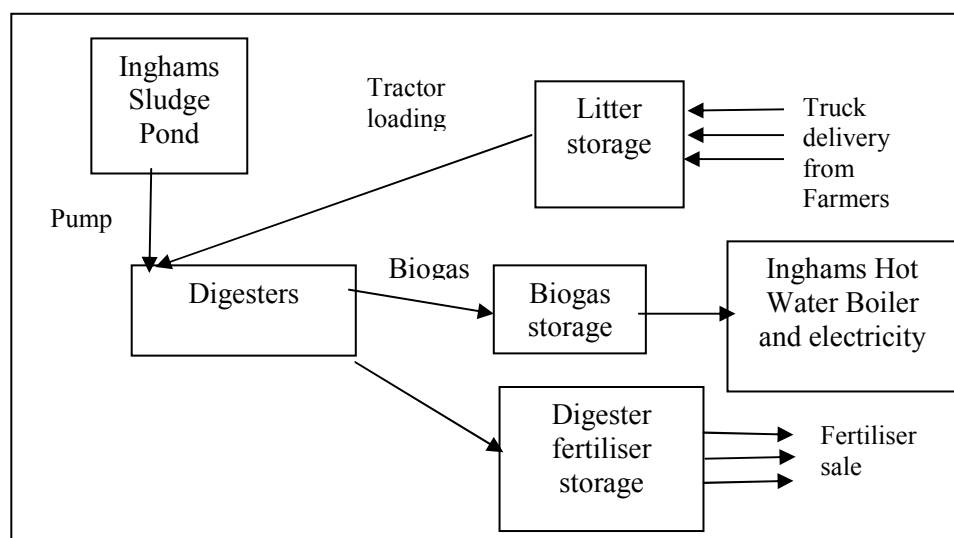 Inghams
Sludge
Pond
Tractor
loading
Litter
storage
Truck
delivery
from
Farmers
Pump
Digesters
Biogas
Biogas
storage
Inghams Hot
Water Boiler
and electricity
Digester
fertiliser
storage
Fertiliser
sale